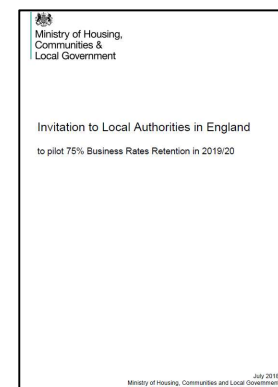 Ministry of Housing,
Communities &
Local Government
Invitation to Local Authorities in England
to pilot 75% Business Rates Retention in 2019/20
July 2018
Ministry of Housing, Communities and Local Government